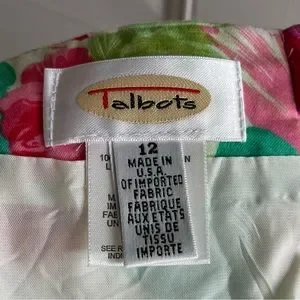 Talbots
12
MADE IN
U.S.A.
OF IMPORTED
FABRIC
FABRIQUE
AUX ETATS
UNIS DE
TISSU
IMPORTE